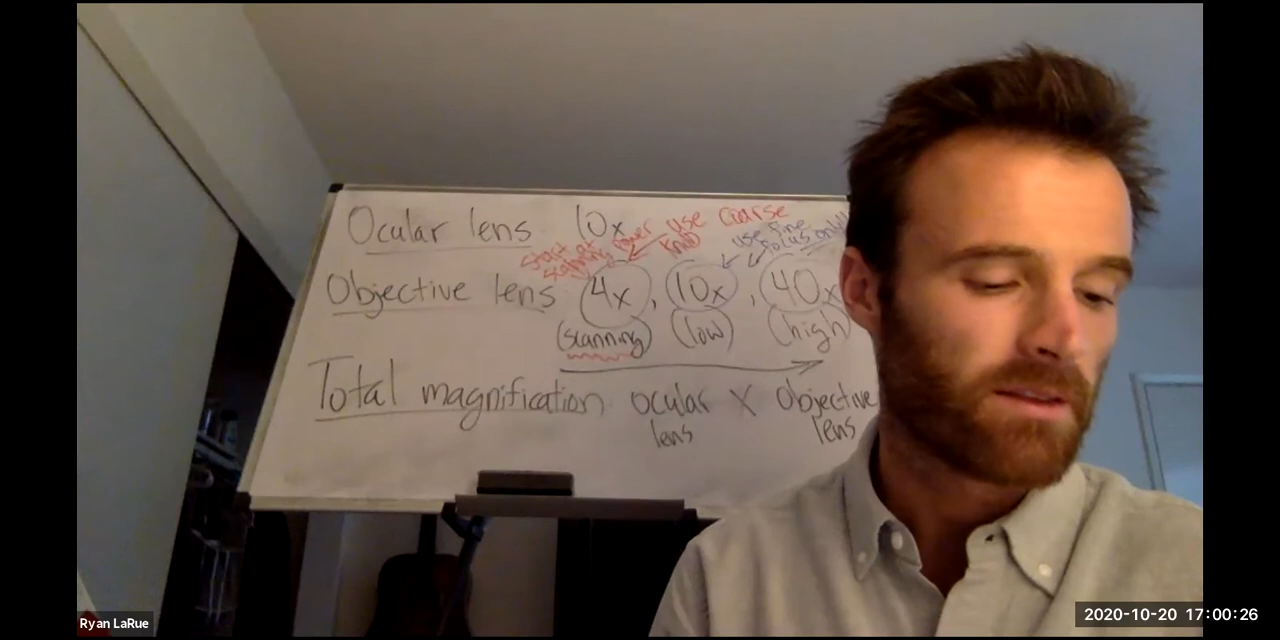 Ocular lens 10x
start scanning power
use coarse knob
use fine focus only!
Objective lens 4x, 10x, 40x
(scanning) (low) (high)
Total magnification ocular lens X Objective lens
Ryan LaRue
2020-10-20 17:00:26